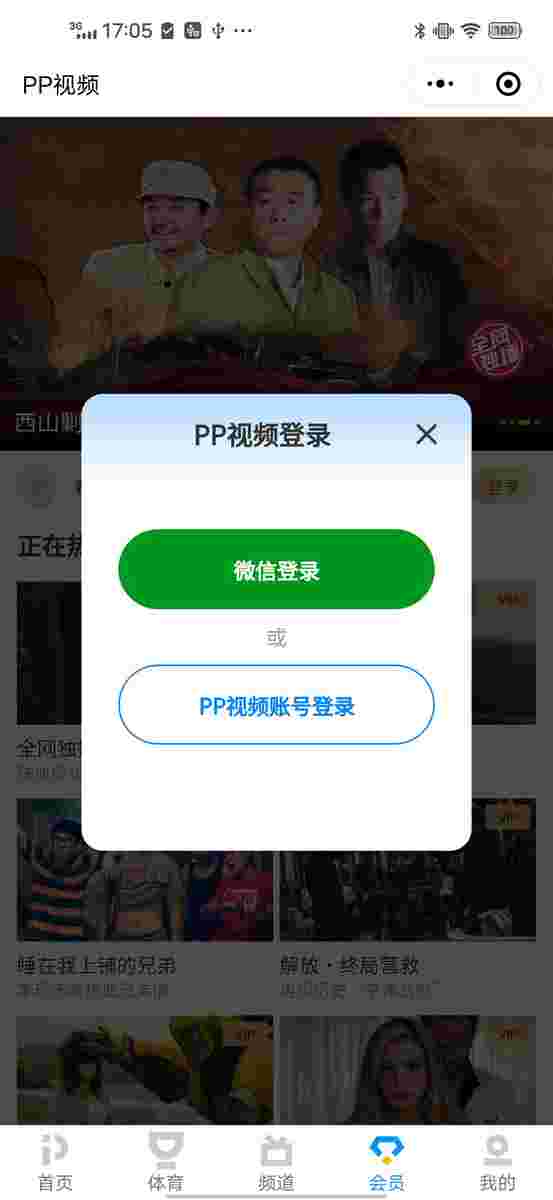 3G 17:05 100
PP视频
全网
独播
西山剿
PP视频登录
登录
正在热
微信登录
VIP
或
PP视频账号登录
全网独
VIP
睡在我上铺的兄弟
解放·终局营救
VIP
VIP
首页
体育
频道
会员
我的